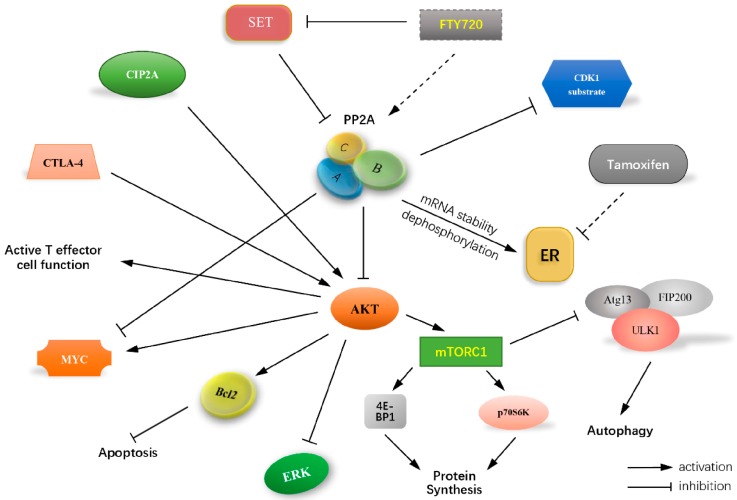 SET
FTY720
CIP2A
CDK1
substrate
PP2A
C
A
B
CTLA-4
Tamoxifen
mRNA stability
dephosphorylation
ER
Active T effector
cell function
AKT
Atg13
FIP200
ULK1
MYC
mTORC1
Bcl2
4E-
BP1
p70S6K
Autophagy
Apoptosis
ERK
Protein
Synthesis
activation
inhibition